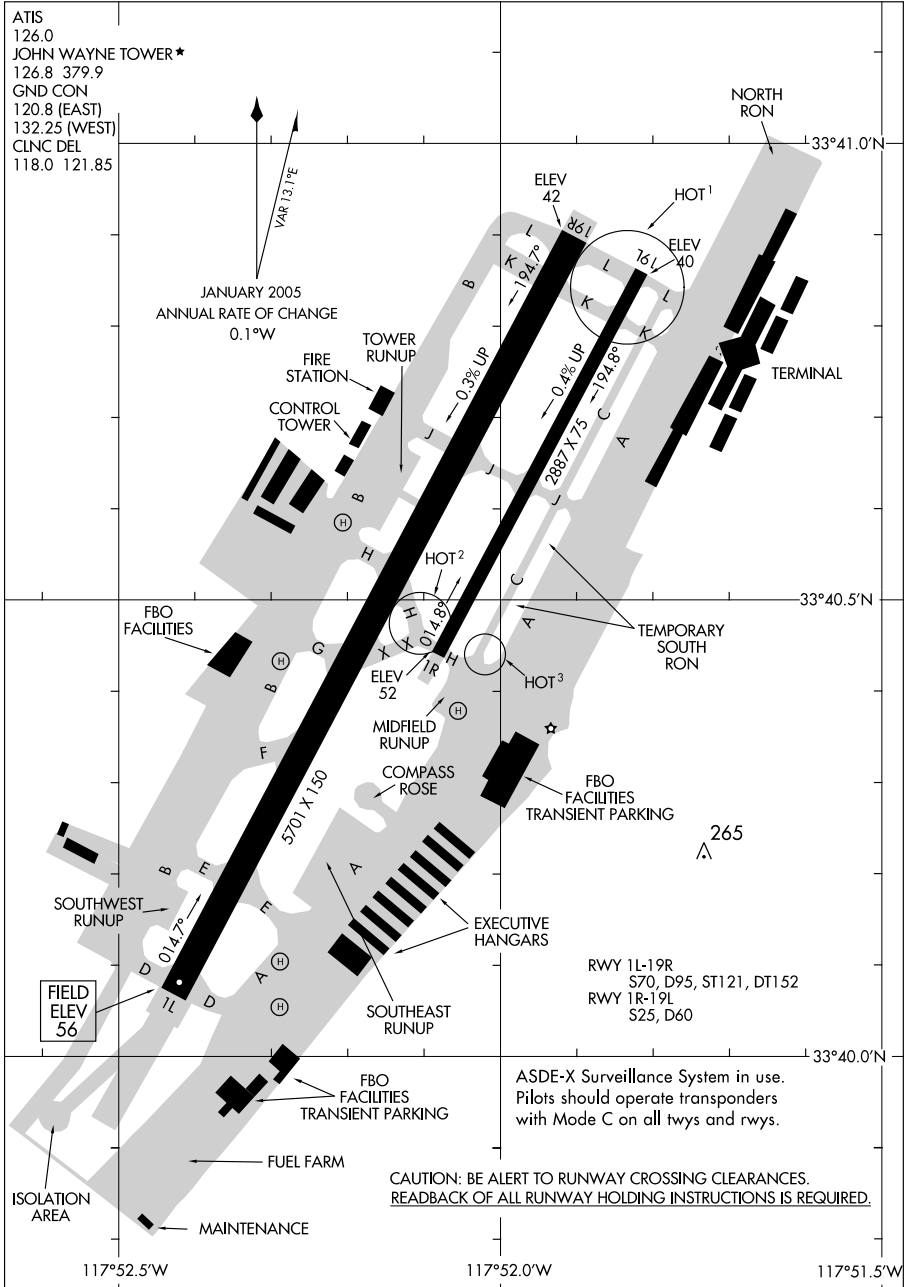 ATIS
126.0
JOHN WAYNE TOWER ★
126.8 379.9
GND CON
120.8 (EAST)
132.25 (WEST)
CLNC DEL
118.0 121.85
VAR 13.1°E
JANUARY 2005
ANNUAL RATE OF CHANGE
0.1°W
NORTH
RON
33°41.0'N
ELEV
42
HOT 1
19R
L
L
19L
ELEV
40
L
K
K
K
B
194.7°
TOWER
RUNUP
FIRE
STATION
CONTROL
TOWER
0.3% UP
0.4% UP
194.8°
2887 X 75
TERMINAL
C
A
J
J
J
B
H
H
HOT 2
C
A
33°40.5'N
FBO
FACILITIES
H
014.8°
TEMPORARY
SOUTH
RON
G
X
X
H
H
1R
HOT 3
ELEV
52
B
H
MIDFIELD
RUNUP
F
COMPASS
ROSE
FBO
FACILITIES
TRANSIENT PARKING
5701 X 150
265
B
E
A
SOUTHWEST
RUNUP
014.7°
E
EXECUTIVE
HANGARS
D
A
H
RWY 1L-19R
S70, D95, ST121, DT152
RWY 1R-19L
S25, D60
FIELD
ELEV
56
1L
D
H
SOUTHEAST
RUNUP
33°40.0'N
FBO
FACILITIES
TRANSIENT PARKING
ASDE-X Surveillance System in use.
Pilots should operate transponders
with Mode C on all twys and rwys.
FUEL FARM
ISOLATION
AREA
CAUTION: BE ALERT TO RUNWAY CROSSING CLEARANCES.
READBACK OF ALL RUNWAY HOLDING INSTRUCTIONS IS REQUIRED.
MAINTENANCE
117°52.5'W
117°52.0'W
117°51.5'W